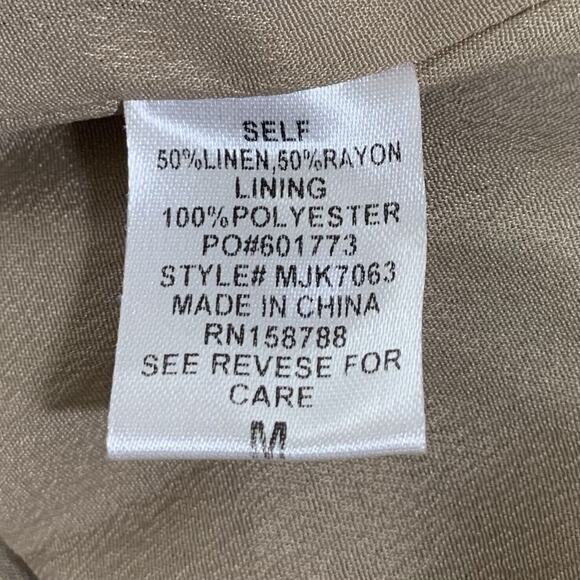 SELF
50%LINEN,50%RAYON
LINING
100%POLYESTER
PO#601773
STYLE# MJK7063
MADE IN CHINA
RN158788
SEE REVESE FOR
CARE
M